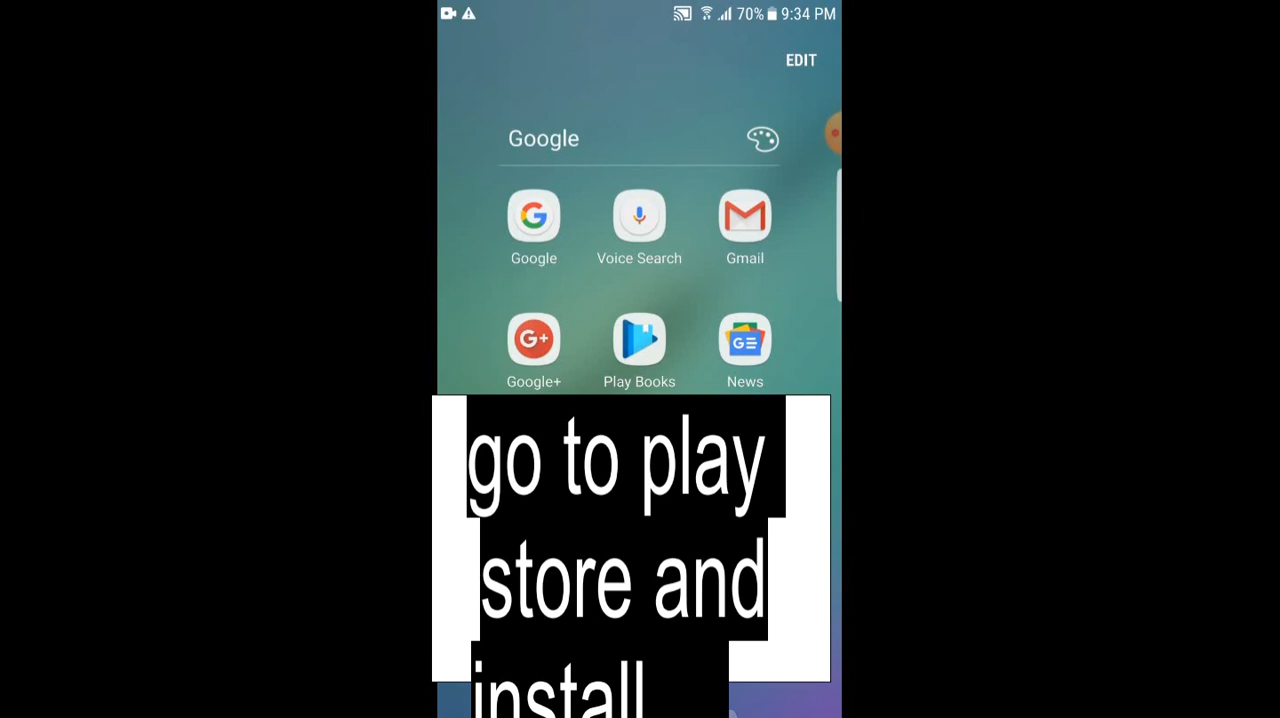 70% 9:34 PM
EDIT
Google
Google Voice Search Gmail
Google+ Play Books News
go to play
store and
install